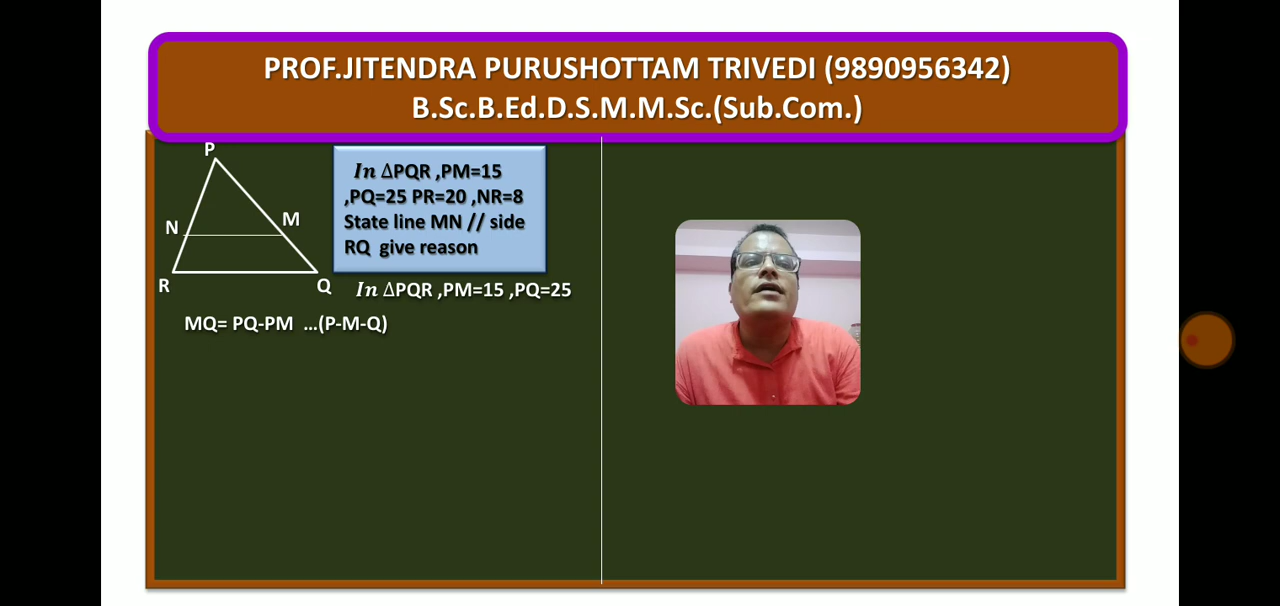 PROF.JITENDRA PURUSHOTTAM TRIVEDI (9890956342)
B.Sc.B.Ed.D.S.M.M.Sc.(Sub.Com.)
P
N
M
R
Q
In ΔPQR ,PM=15
,PQ=25 PR=20 ,NR=8
State line MN // side
RQ give reason
In ΔPQR ,PM=15 ,PQ=25
MQ= PQ-PM ...(P-M-Q)